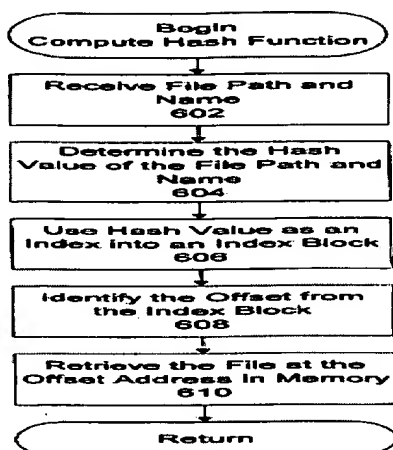 Begin
Compute Hash Function
Receive File Path and
Name
602
Determine the Hash
Value of the File Path and
Name
604
Use Hash Value as an
Index into an Index Block
606
Identify the Offset from
the Index Block
608
Retrieve the File at the
Offset Address in Memory
610
Return